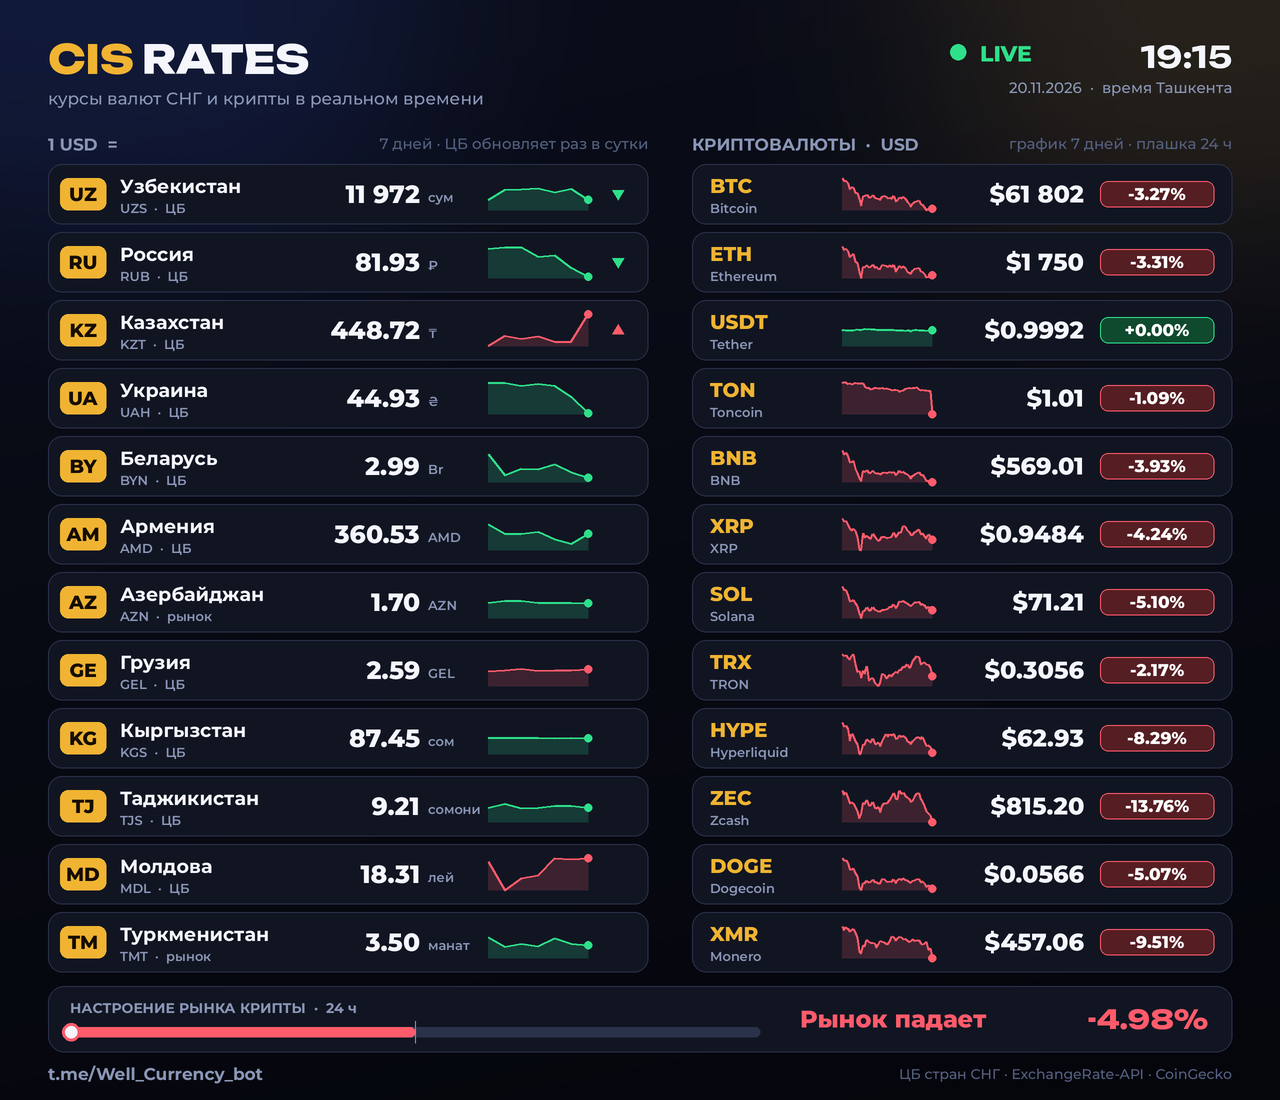 CIS RATES
курсы валют СНГ и крипты в реальном времени
LIVE
19:15
20.11.2026 · время Ташкента
1 USD =
7 дней · ЦБ обновляет раз в сутки
UZ Узбекистан 11 972 сум
UZS · ЦБ
RU Россия 81.93 ₽
RUB · ЦБ
KZ Казахстан 448.72 ₸
KZT · ЦБ
UA Украина 44.93 ₴
UAH · ЦБ
BY Беларусь 2.99 Br
BYN · ЦБ
AM Армения 360.53 AMD
AMD · ЦБ
AZ Азербайджан 1.70 AZN
AZN · рынок
GE Грузия 2.59 GEL
GEL · ЦБ
KG Кыргызстан 87.45 сом
KGS · ЦБ
TJ Таджикистан 9.21 сомони
TJS · ЦБ
MD Молдова 18.31 лей
MDL · ЦБ
TM Туркменистан 3.50 манат
TMT · рынок
КРИПТОВАЛЮТЫ · USD
график 7 дней · плашка 24 ч
BTC $61 802 -3.27%
Bitcoin
ETH $1 750 -3.31%
Ethereum
USDT $0.9992 +0.00%
Tether
TON $1.01 -1.09%
Toncoin
BNB $569.01 -3.93%
BNB
XRP $0.9484 -4.24%
XRP
SOL $71.21 -5.10%
Solana
TRX $0.3056 -2.17%
TRON
HYPE $62.93 -8.29%
Hyperliquid
ZEC $815.20 -13.76%
Zcash
DOGE $0.0566 -5.07%
Dogecoin
XMR $457.06 -9.51%
Monero
НАСТРОЕНИЕ РЫНКА КРИПТЫ · 24 ч
Рынок падает -4.98%
t.me/Well_Currency_bot
ЦБ стран СНГ · ExchangeRate-API · CoinGecko